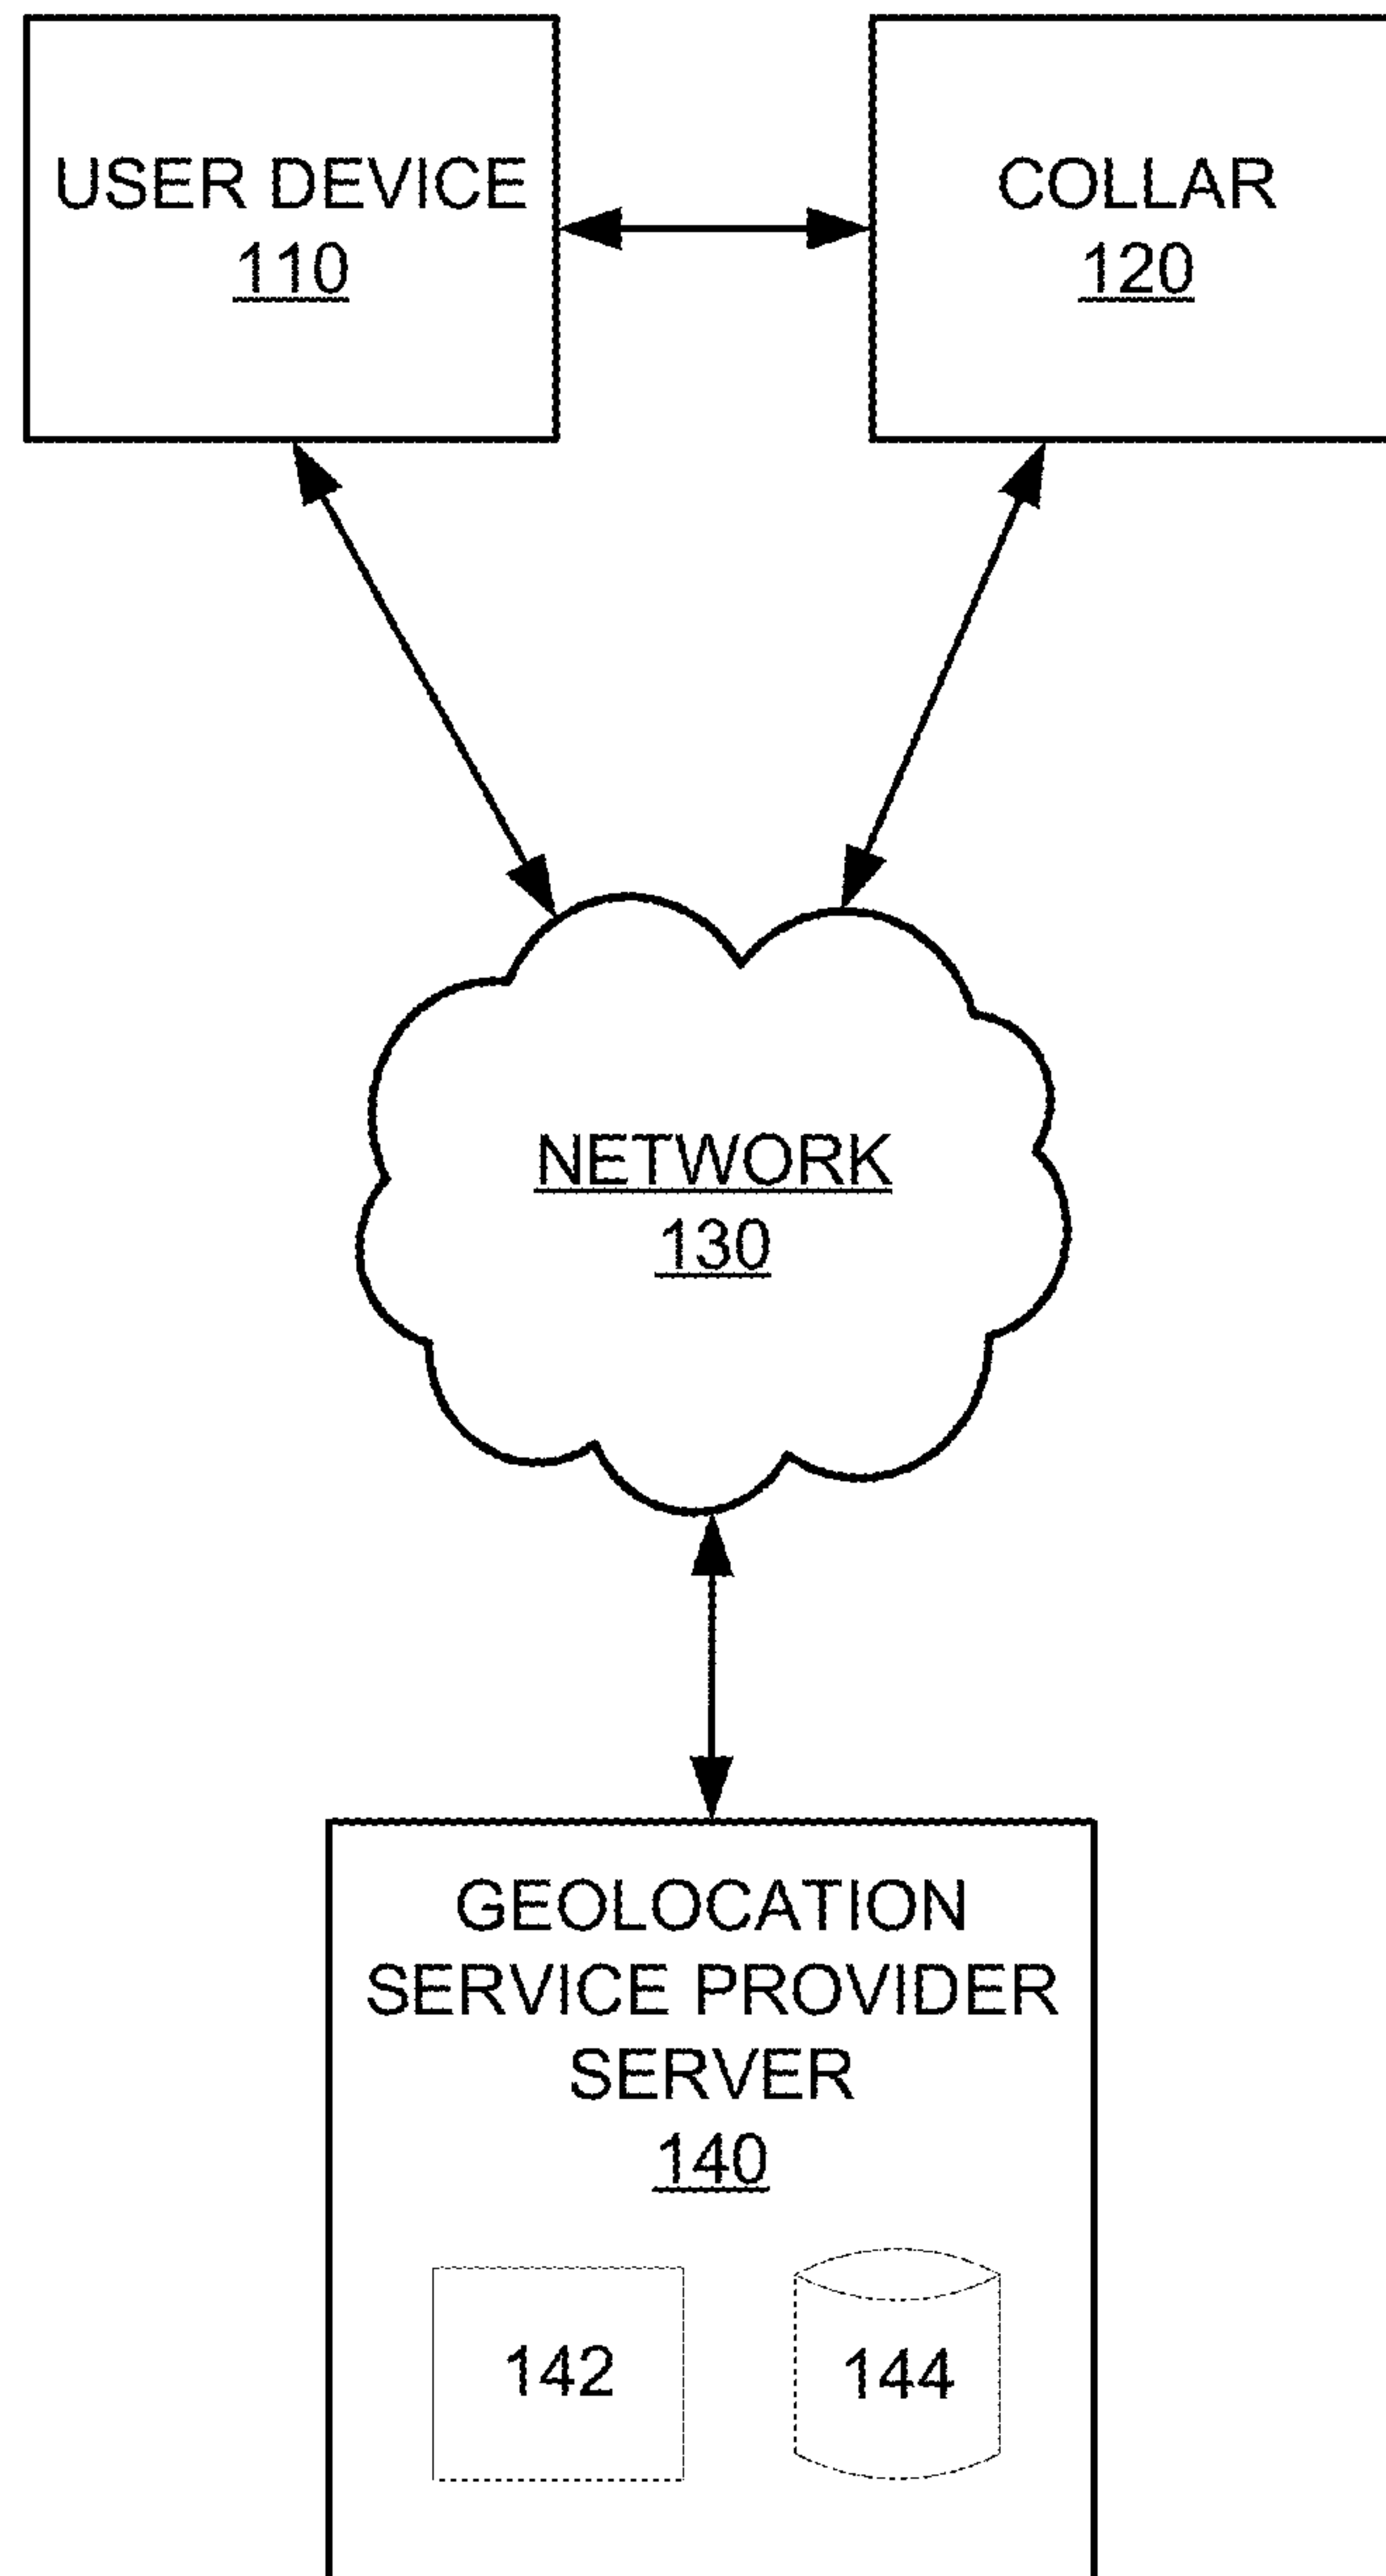 USER DEVICE
110
COLLAR
120
NETWORK
130
GEOLOCATION
SERVICE PROVIDER
SERVER
140
142
144